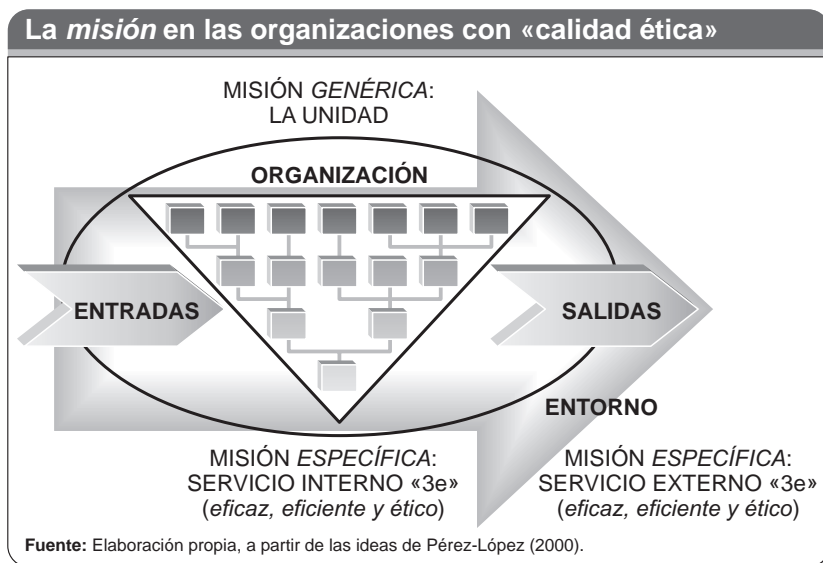 La misión en las organizaciones con «calidad ética»
MISIÓN GENÉRICA:
LA UNIDAD
ORGANIZACIÓN
ENTRADAS
SALIDAS
ENTORNO
MISIÓN ESPECÍFICA:
SERVICIO INTERNO «3e»
(eficaz, eficiente y ético)
MISIÓN ESPECÍFICA:
SERVICIO EXTERNO «3e»
(eficaz, eficiente y ético)
Fuente: Elaboración propia, a partir de las ideas de Pérez-López (2000).